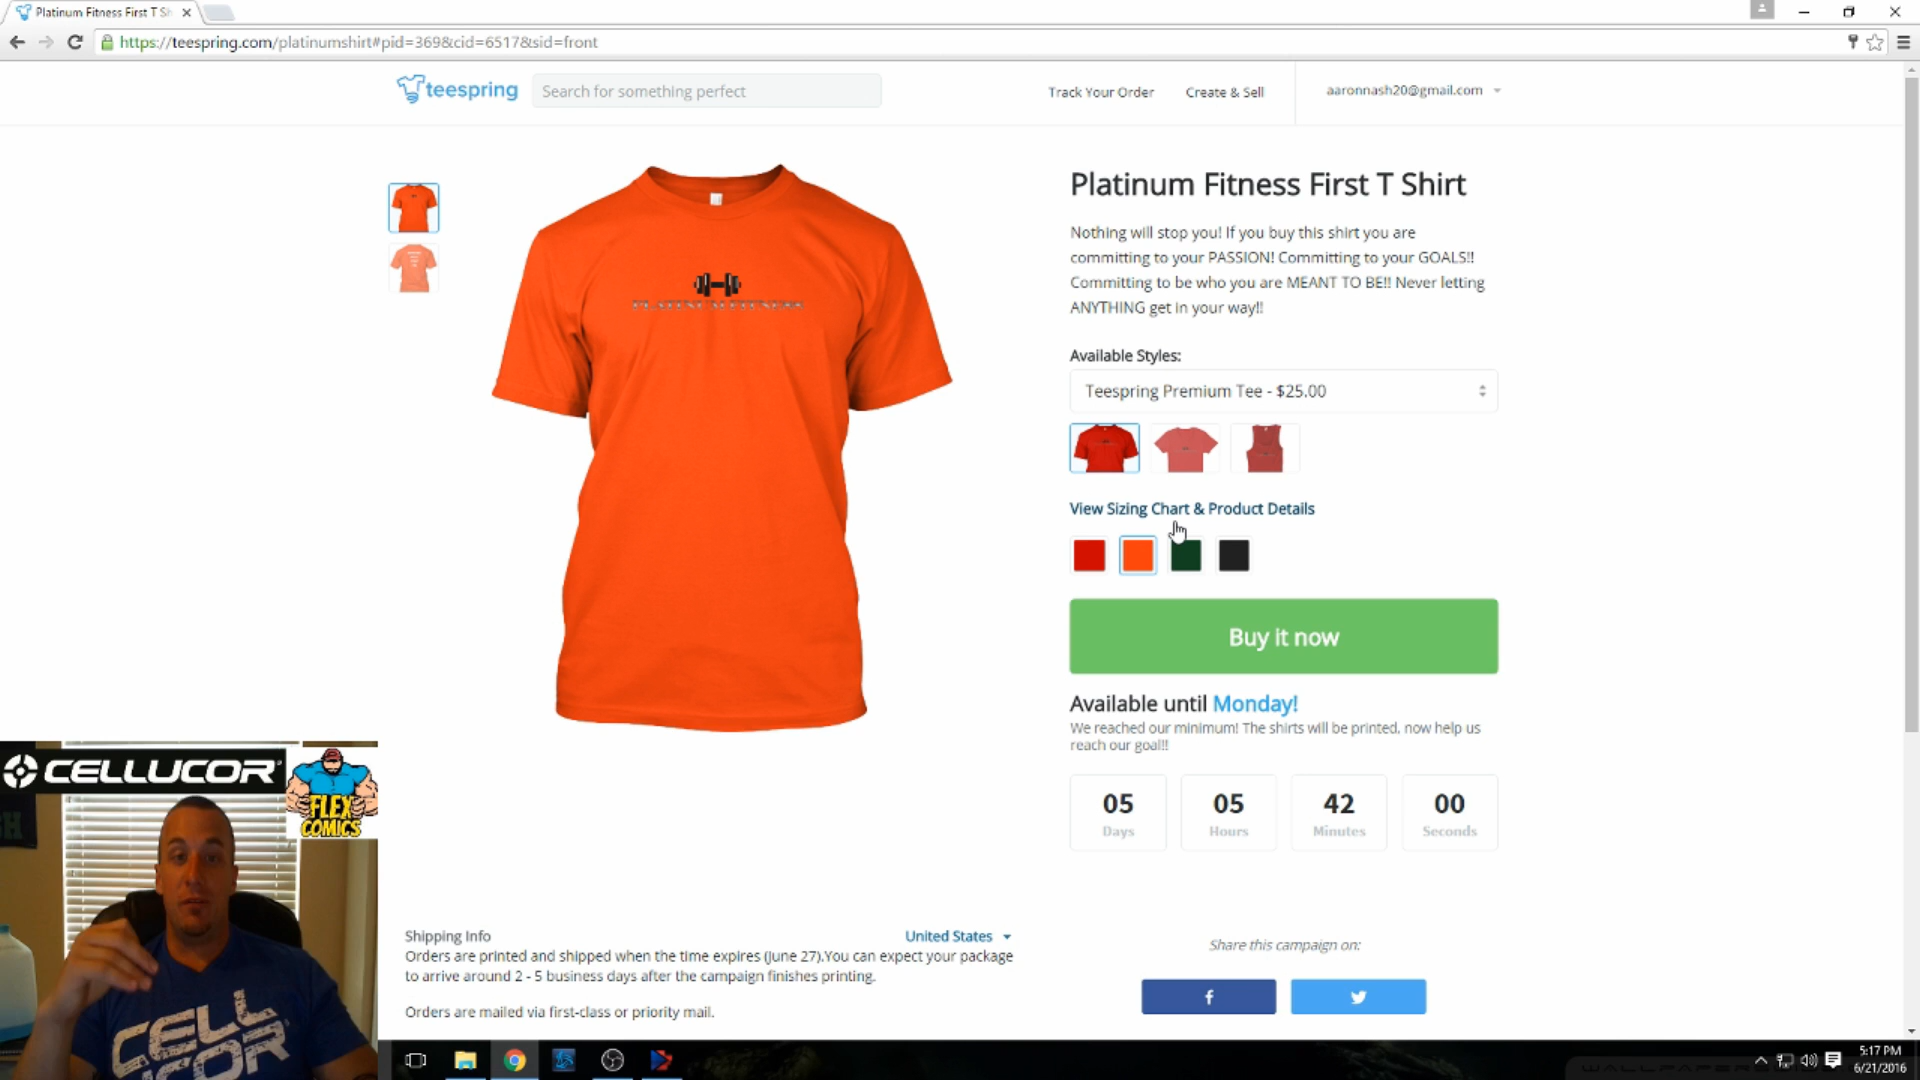 Platinum Fitness First T Sh
https://teespring.com/platinumshirt#pid=369&cid=6517&sid=front
teespring
Search for something perfect
Track Your Order
Create & Sell
aaronnash20@gmail.com
Platinum Fitness First T Shirt
Nothing will stop you! If you buy this shirt you are
committing to your PASSION! Committing to your GOALS!!
Committing to be who you are MEANT TO BE!! Never letting
ANYTHING get in your way!!
PLATINUM FITNESS
Available Styles:
Teespring Premium Tee - $25.00
View Sizing Chart & Product Details
Buy it now
Available until Monday!
We reached our minimum! The shirts will be printed, now help us
reach our goal!!
05 05 42 00
Days Hours Minutes Seconds
CELLUCOR
FLEX
COMICS
CELL
UCOR
Shipping Info
United States
Orders are printed and shipped when the time expires (June 27).You can expect your package
to arrive around 2 - 5 business days after the campaign finishes printing.
Orders are mailed via first-class or priority mail.
Share this campaign on:
5:17 PM
6/21/2016